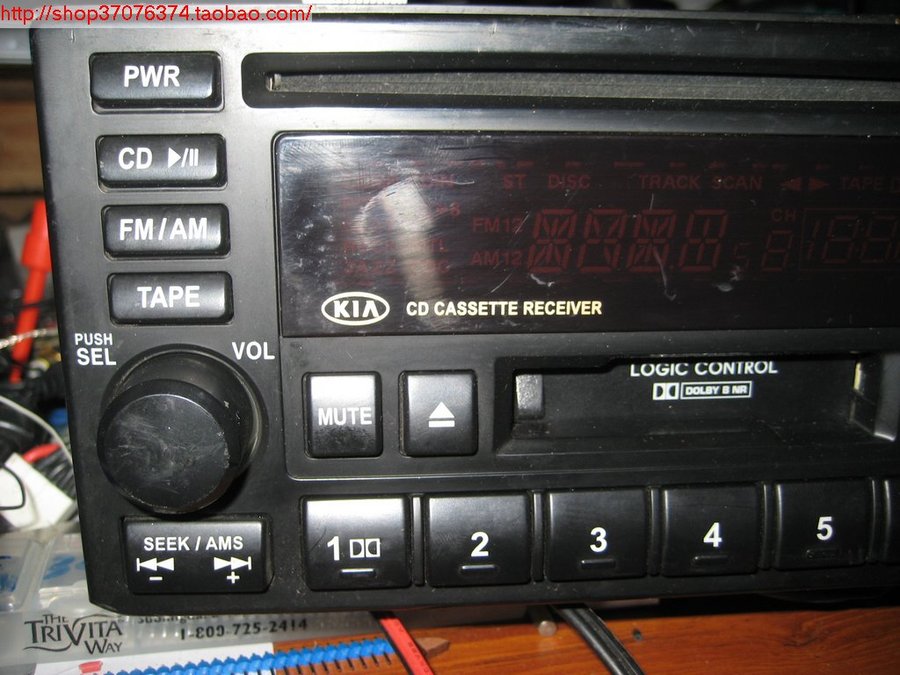 http://shop37076374.taobao.com/
PWR
CD ▶/II
FM/AM
TAPE
PUSH
SEL
VOL
ST DISC TRACK SCAN ◀ ▶ TAPE
FM12
AM12
CH
KIA CD CASSETTE RECEIVER
MUTE
LOGIC CONTROL
DOLBY B NR
SEEK / AMS
- +
1 2 3 4 5
THE
TRIVITA
WAY
1-800-725-2414